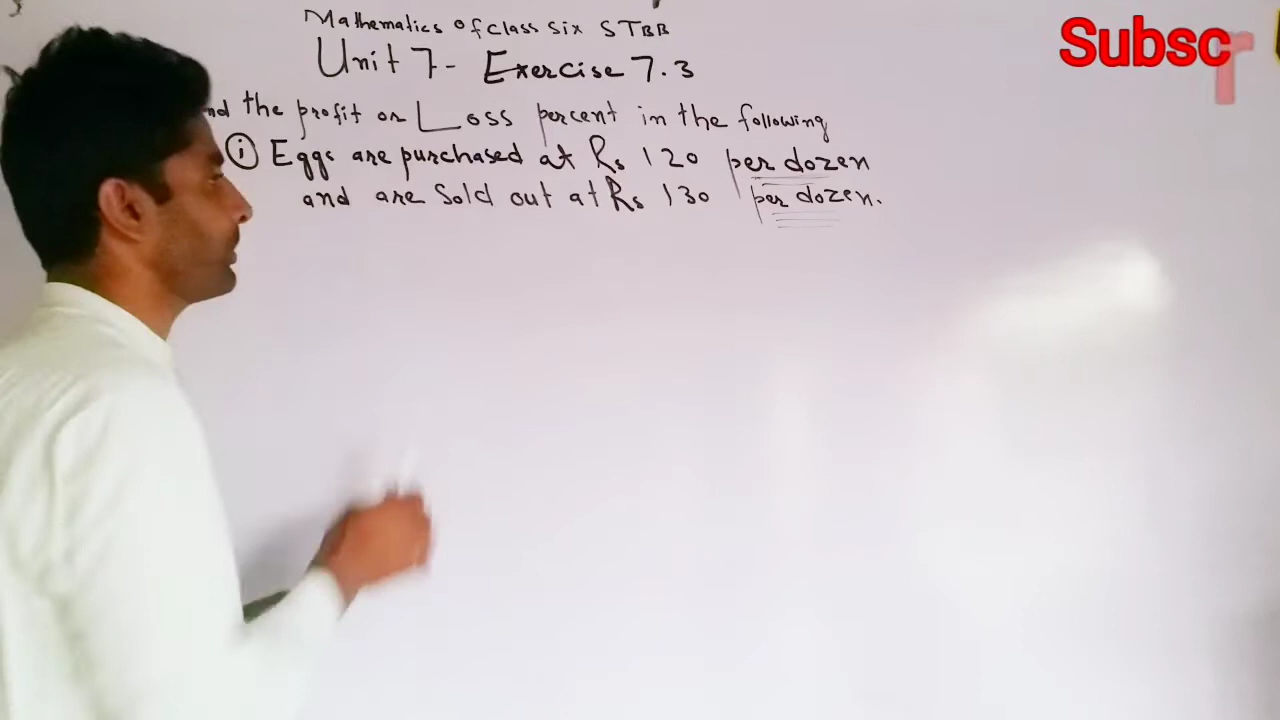 Mathematics of class six STBB
Unit 7- Exercise 7.3
nd the profit or Loss percent in the following
i Eggs are purchased at Rs 120 per dozen
and are Sold out at Rs 130 per dozen.
Subsc r